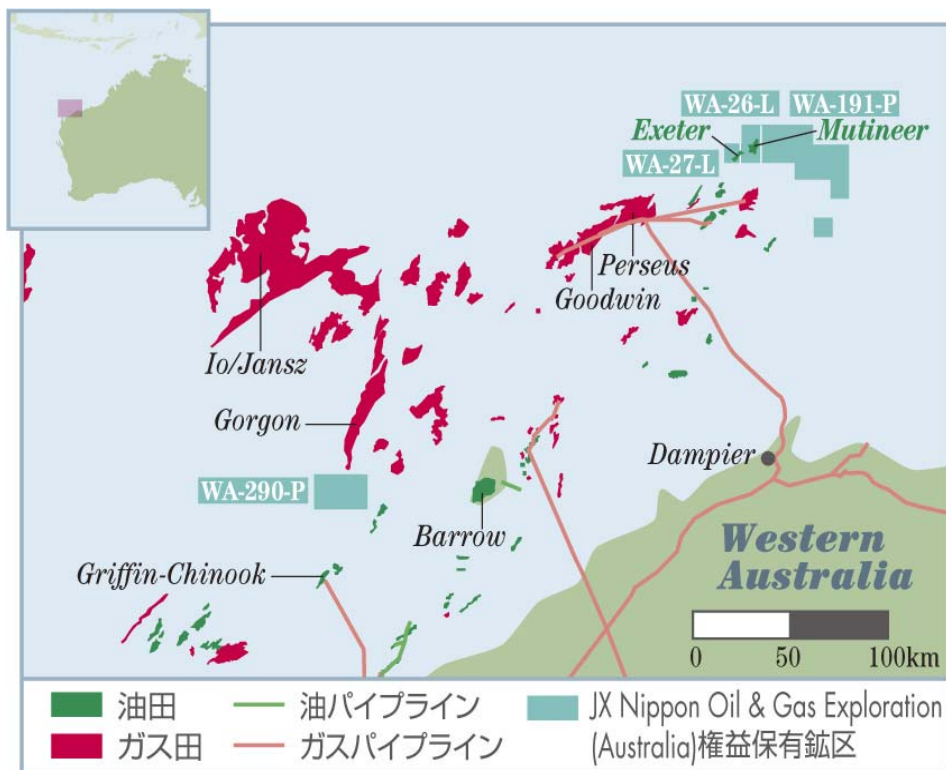 WA-26-L
WA-191-P
Exeter
Mutineer
WA-27-L
Perseus
Goodwin
Io/Jansz
Gorgon
Dampier
WA-290-P
Barrow
Western
Australia
Griffin-Chinook
0 50 100km
油田
油パイプライン
JX Nippon Oil & Gas Exploration
ガス田
ガスパイプライン
(Australia)権益保有鉱区